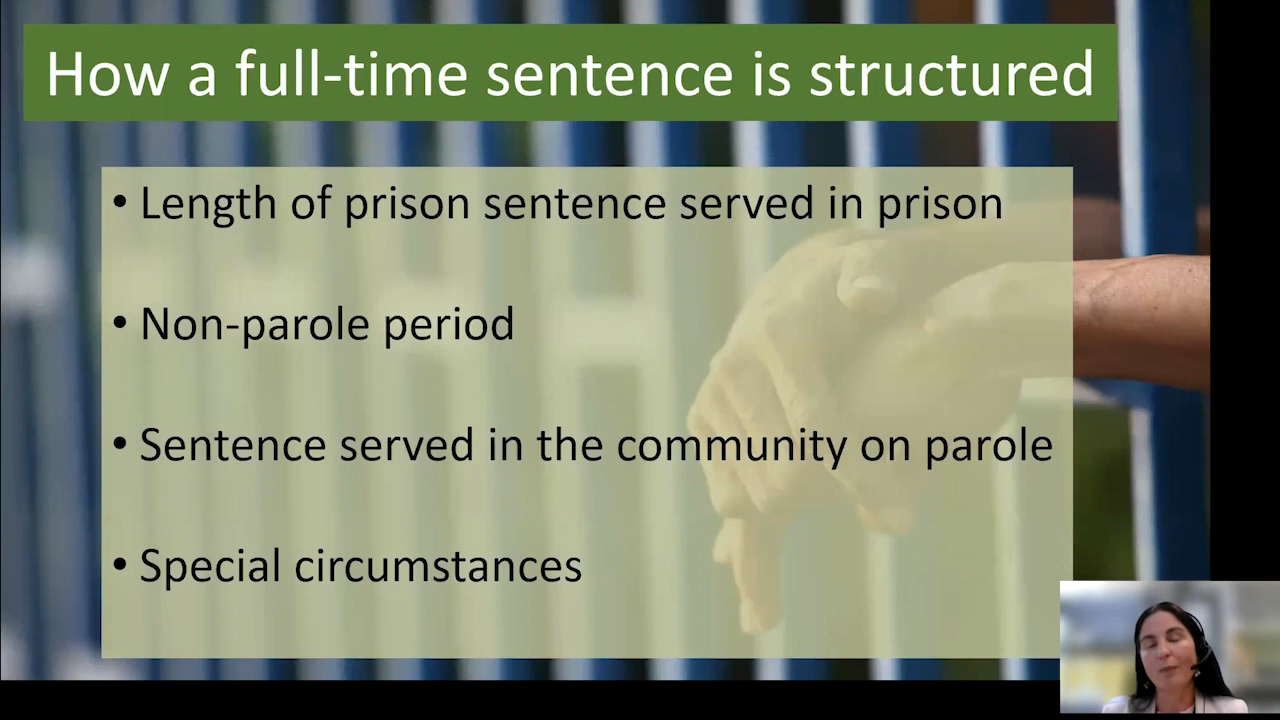 How a full-time sentence is structured
• Length of prison sentence served in prison
• Non-parole period
• Sentence served in the community on parole
• Special circumstances